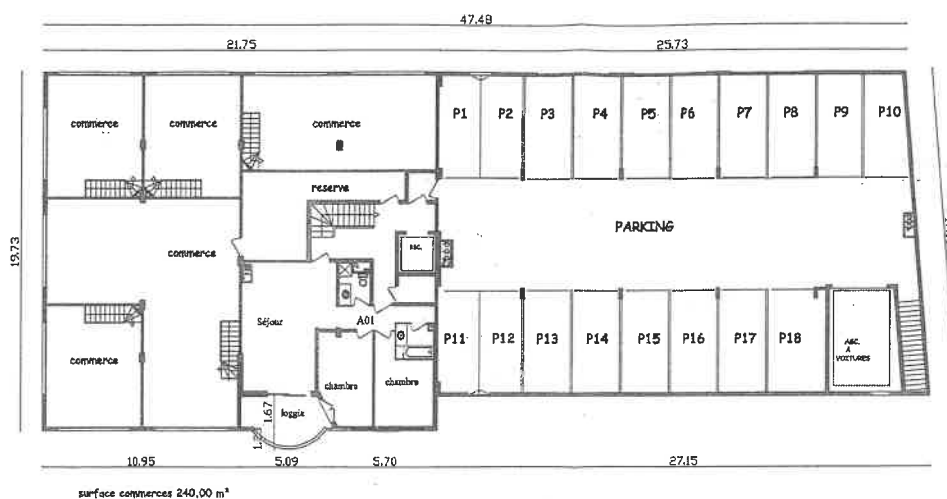 47.48
21.75 25.73
commerce commerce commerce P1 P2 P3 P4 P5 P6 P7 P8 P9 P10
reserve
PARKING
19.73
commerce
ASC.
Séjour A01
P11 P12 P13 P14 P15 P16 P17 P18
ASC.
A
VOITURES
commerce
chambre chambre
loggia
1.67
10.95 5.09 5.70 27.15
surface commerces 240,00 m²